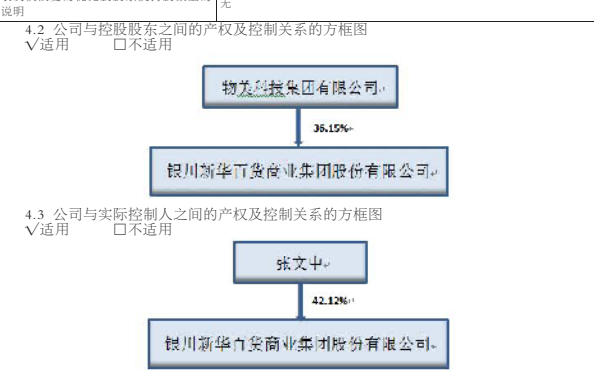 说明
无
4.2 公司与控股股东之间的产权及控制关系的方框图
√适用 □不适用
物美科技集团有限公司
36.15%
银川新华百货商业集团股份有限公司
4.3 公司与实际控制人之间的产权及控制关系的方框图
√适用 □不适用
张文中
42.12%
银川新华百货商业集团股份有限公司